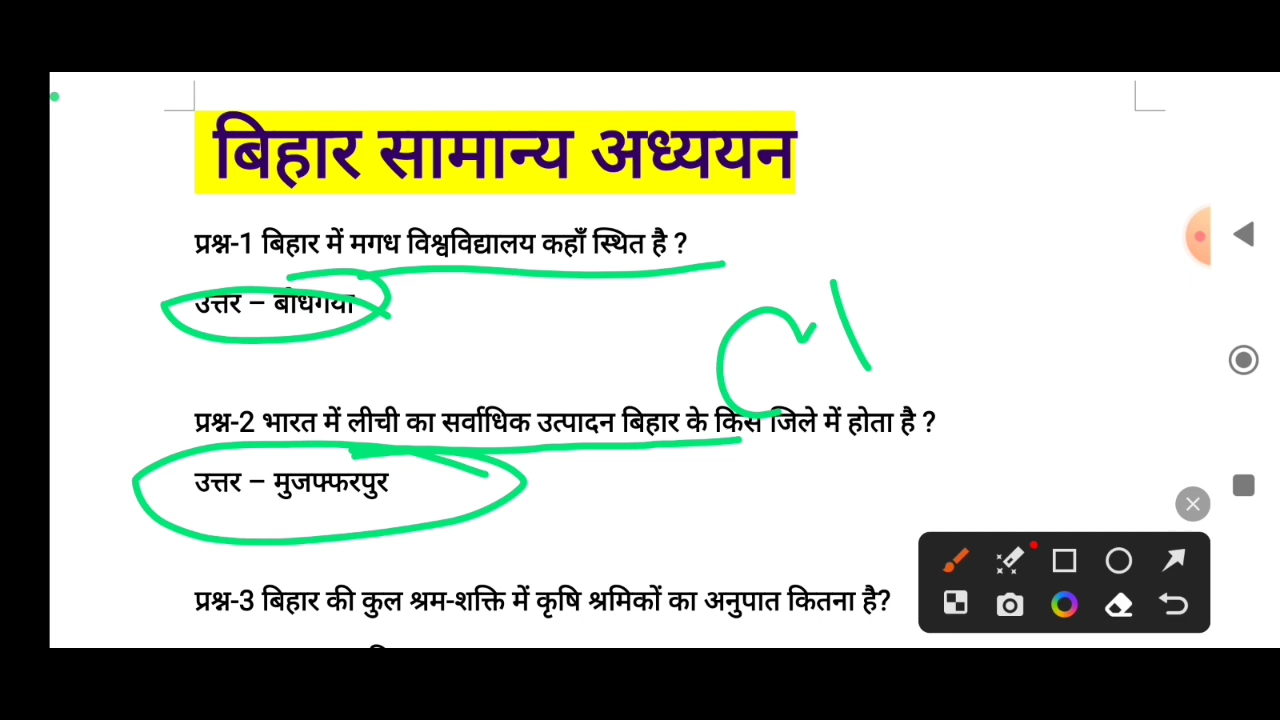 बिहार सामान्य अध्ययन
प्रश्न-1 बिहार में मगध विश्वविद्यालय कहाँ स्थित है ?
उत्तर – बोधगया
प्रश्न-2 भारत में लीची का सर्वाधिक उत्पादन बिहार के किस जिले में होता है ?
उत्तर – मुजफ्फरपुर
प्रश्न-3 बिहार की कुल श्रम-शक्ति में कृषि श्रमिकों का अनुपात कितना है?